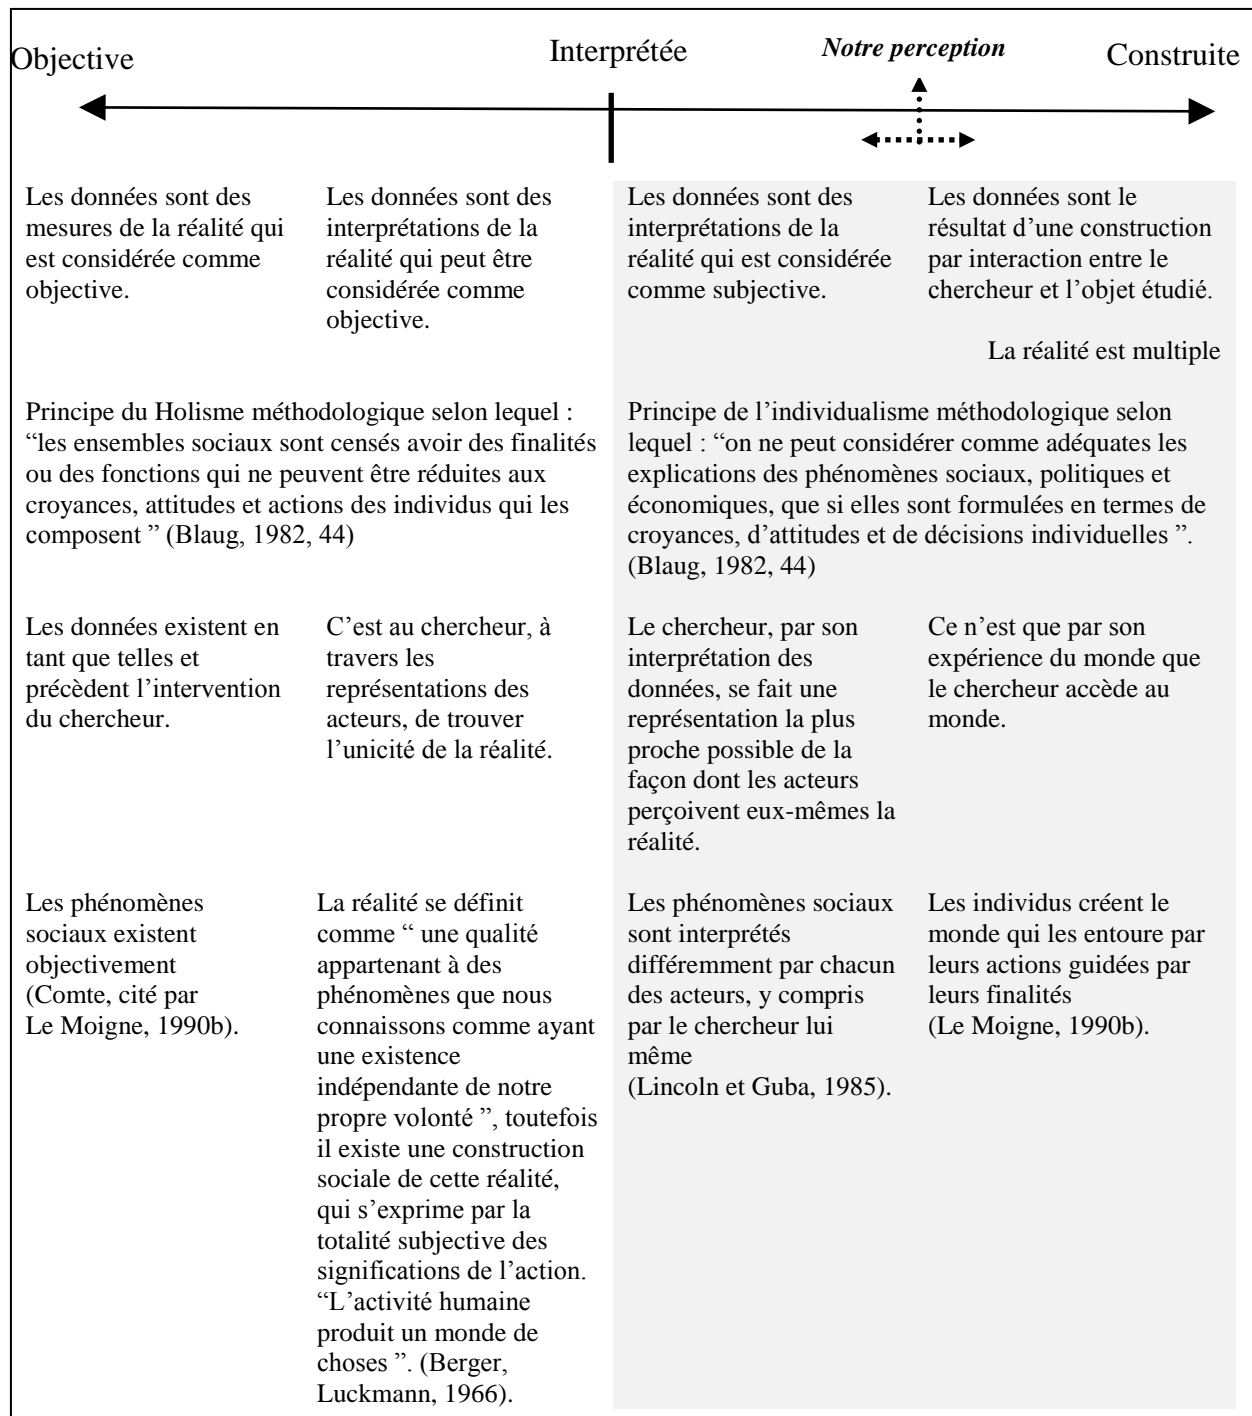 Objective
Interprétée
Notre perception
Construite
Les données sont des
mesures de la réalité qui
est considérée comme
objective.
Les données sont des
interprétations de la
réalité qui peut être
considérée comme
objective.
Les données sont des
interprétations de la
réalité qui est considérée
comme subjective.
Les données sont le
résultat d’une construction
par interaction entre le
chercheur et l’objet étudié.
La réalité est multiple
Principe du Holisme méthodologique selon lequel :
“les ensembles sociaux sont censés avoir des finalités
ou des fonctions qui ne peuvent être réduites aux
croyances, attitudes et actions des individus qui les
composent ” (Blaug, 1982, 44)
Principe de l’individualisme méthodologique selon
lequel : “on ne peut considérer comme adéquates les
explications des phénomènes sociaux, politiques et
économiques, que si elles sont formulées en termes de
croyances, d’attitudes et de décisions individuelles ”.
(Blaug, 1982, 44)
Les données existent en
tant que telles et
précèdent l’intervention
du chercheur.
C’est au chercheur, à
travers les
représentations des
acteurs, de trouver
l’unicité de la réalité.
Le chercheur, par son
interprétation des
données, se fait une
représentation la plus
proche possible de la
façon dont les acteurs
perçoivent eux-mêmes la
réalité.
Ce n’est que par son
expérience du monde que
le chercheur accède au
monde.
Les phénomènes
sociaux existent
objectivement
(Comte, cité par
Le Moigne, 1990b).
La réalité se définit
comme “ une qualité
appartenant à des
phénomènes que nous
connaissons comme ayant
une existence
indépendante de notre
propre volonté ”, toutefois
il existe une construction
sociale de cette réalité,
qui s’exprime par la
totalité subjective des
significations de l’action.
“L’activité humaine
produit un monde de
choses ”. (Berger,
Luckmann, 1966).
Les phénomènes sociaux
sont interprétés
différemment par chacun
des acteurs, y compris
par le chercheur lui
même
(Lincoln et Guba, 1985).
Les individus créent le
monde qui les entoure par
leurs actions guidées par
leurs finalités
(Le Moigne, 1990b).